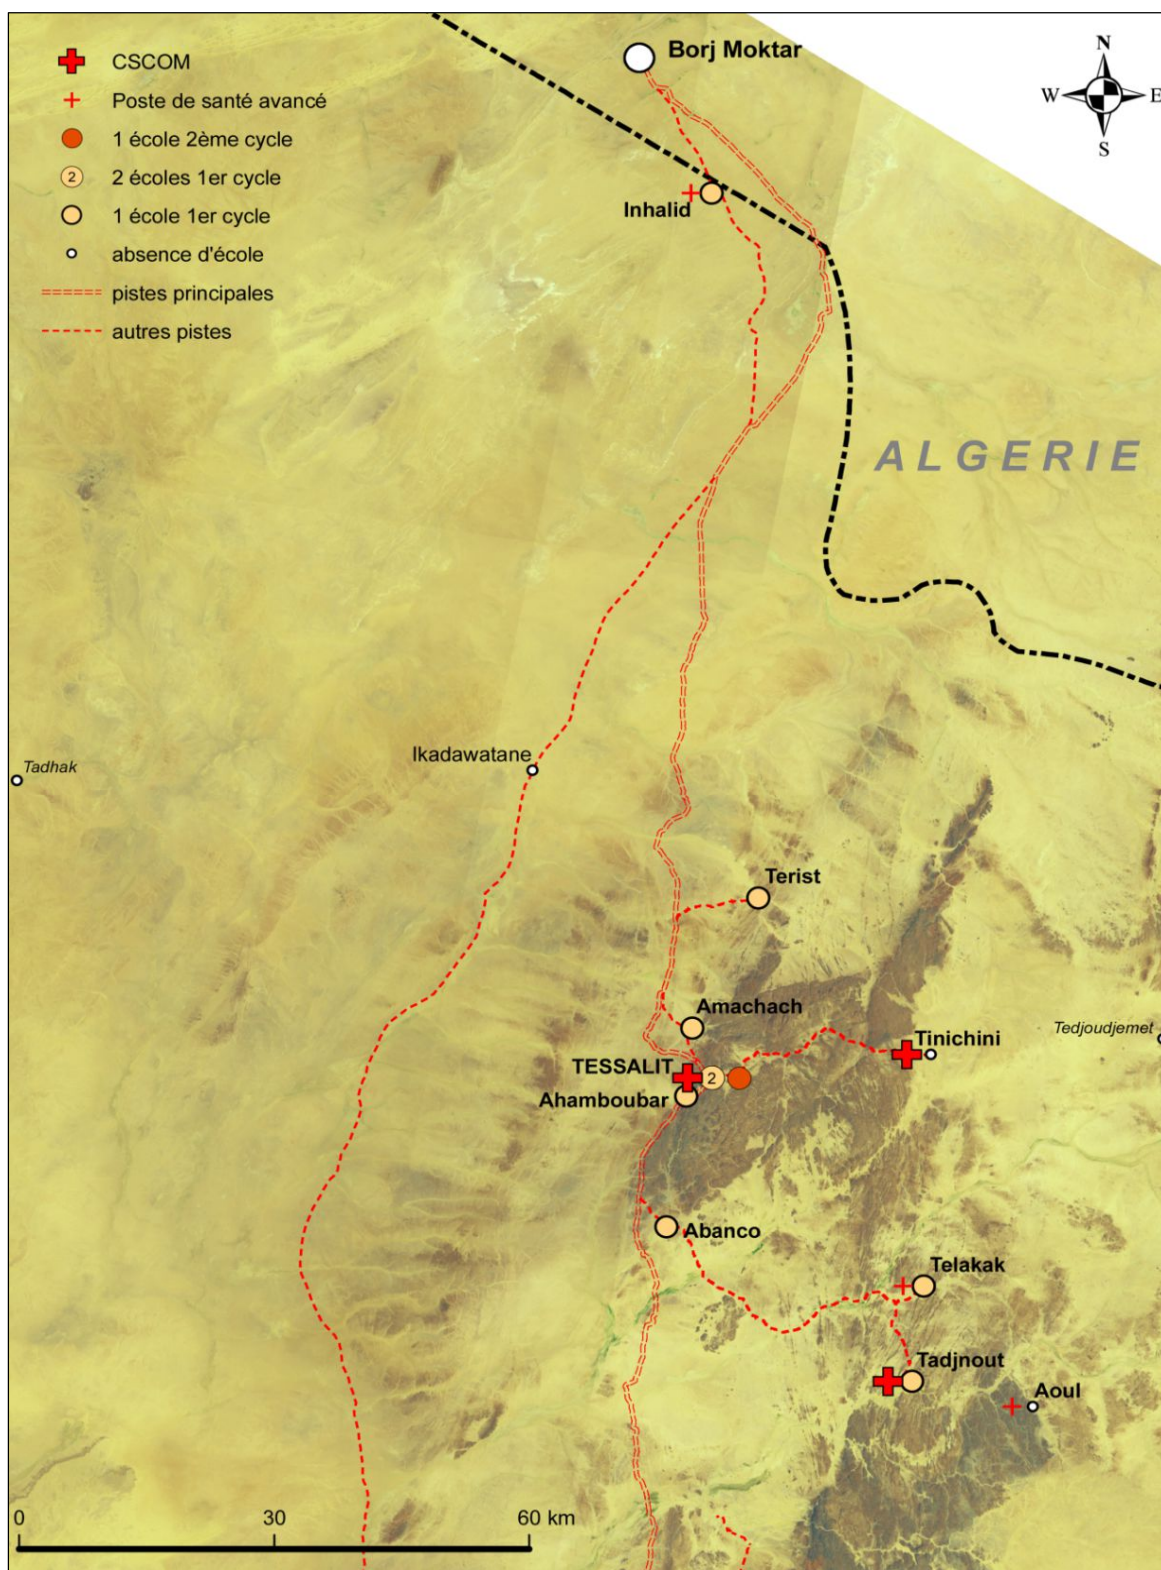 CSCOM
Poste de santé avancé
1 école 2ème cycle
2
2 écoles 1er cycle
1 école 1er cycle
absence d'école
pistes principales
autres pistes
Borj Moktar
N
W
E
S
Inhalid
ALGERIE
Ikadawatane
Tadhak
Terist
Amachach
Tedjoudjemet
Tinichini
TESSALIT
2
Ahamboubar
Abanco
Telakak
Tadjnout
Aoul
0
30
60 km